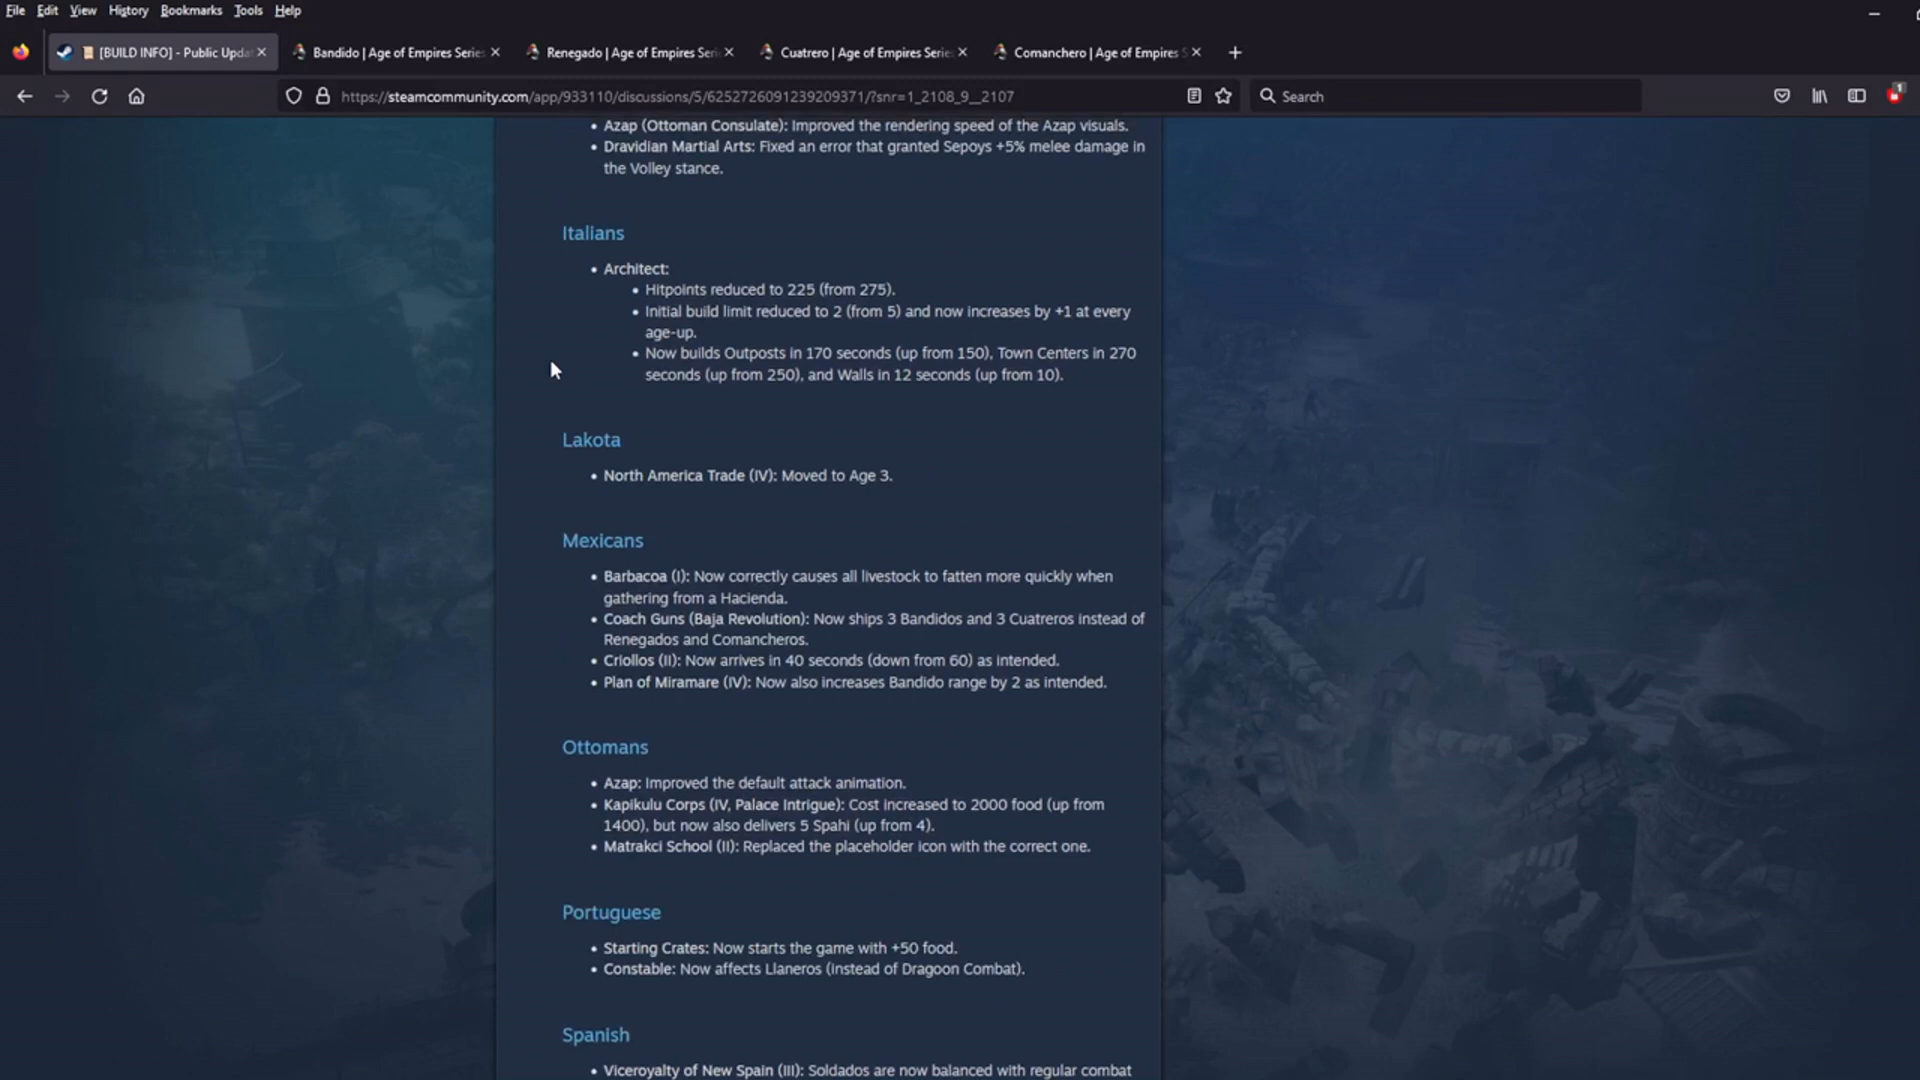 File Edit View History Bookmarks Tools Help
[BUILD INFO] - Public Upda
Bandido | Age of Empires Series
Renegado | Age of Empires Seri
Cuatrero | Age of Empires Serie
Comanchero | Age of Empires S
https://steamcommunity.com/app/933110/discussions/5/6252726091239209371/?snr=1_2108_9__2107
Search
1
• Azap (Ottoman Consulate): Improved the rendering speed of the Azap visuals.
• Dravidian Martial Arts: Fixed an error that granted Sepoys +5% melee damage in
the Volley stance.
Italians
• Architect:
• Hitpoints reduced to 225 (from 275).
• Initial build limit reduced to 2 (from 5) and now increases by +1 at every
age-up.
• Now builds Outposts in 170 seconds (up from 150), Town Centers in 270
seconds (up from 250), and Walls in 12 seconds (up from 10).
Lakota
• North America Trade (IV): Moved to Age 3.
Mexicans
• Barbacoa (I): Now correctly causes all livestock to fatten more quickly when
gathering from a Hacienda.
• Coach Guns (Baja Revolution): Now ships 3 Bandidos and 3 Cuatreros instead of
Renegados and Comancheros.
• Criollos (II): Now arrives in 40 seconds (down from 60) as intended.
• Plan of Miramare (IV): Now also increases Bandido range by 2 as intended.
Ottomans
• Azap: Improved the default attack animation.
• Kapikulu Corps (IV, Palace Intrigue): Cost increased to 2000 food (up from
1400), but now also delivers 5 Spahi (up from 4).
• Matrakci School (II): Replaced the placeholder icon with the correct one.
Portuguese
• Starting Crates: Now starts the game with +50 food.
• Constable: Now affects Llaneros (instead of Dragoon Combat).
Spanish
• Viceroyalty of New Spain (III): Soldados are now balanced with regular combat